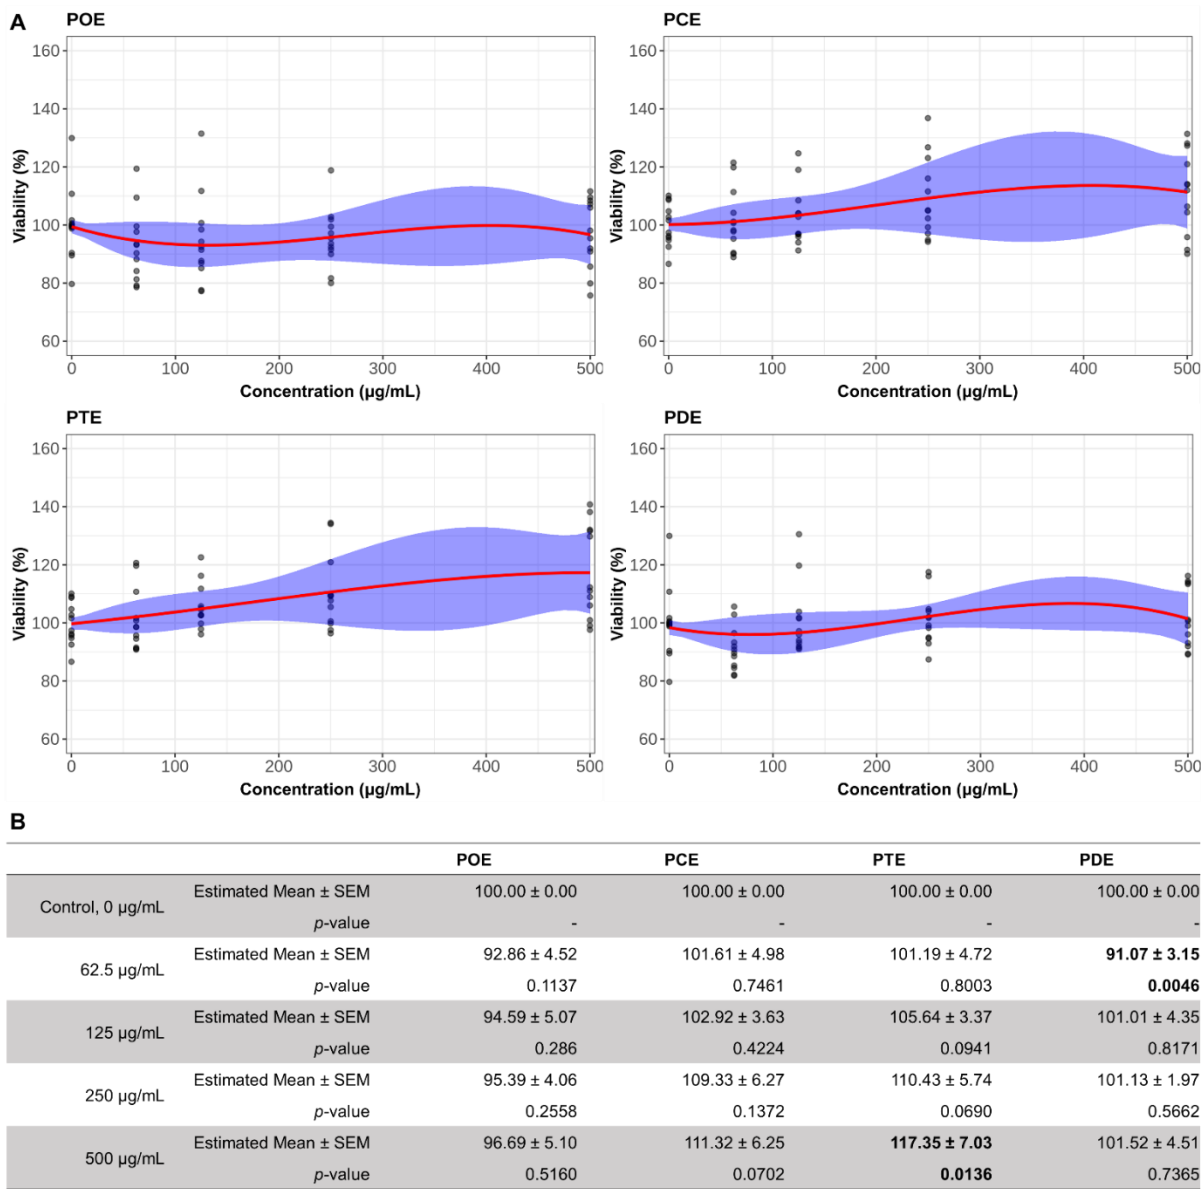 A
POE
PCE
160
140
120
100
80
60
Viability (%)
0
100
200
300
400
500
Concentration (µg/mL)
160
140
120
100
80
60
Viability (%)
0
100
200
300
400
500
Concentration (µg/mL)
PTE
PDE
160
140
120
100
80
60
Viability (%)
0
100
200
300
400
500
Concentration (µg/mL)
160
140
120
100
80
60
Viability (%)
0
100
200
300
400
500
Concentration (µg/mL)
B
POE PCE PTE PDE
Control, 0 µg/mL Estimated Mean ± SEM 100.00 ± 0.00 100.00 ± 0.00 100.00 ± 0.00 100.00 ± 0.00
p-value - - - -
62.5 µg/mL Estimated Mean ± SEM 92.86 ± 4.52 101.61 ± 4.98 101.19 ± 4.72 91.07 ± 3.15
p-value 0.1137 0.7461 0.8003 0.0046
125 µg/mL Estimated Mean ± SEM 94.59 ± 5.07 102.92 ± 3.63 105.64 ± 3.37 101.01 ± 4.35
p-value 0.286 0.4224 0.0941 0.8171
250 µg/mL Estimated Mean ± SEM 95.39 ± 4.06 109.33 ± 6.27 110.43 ± 5.74 101.13 ± 1.97
p-value 0.2558 0.1372 0.0690 0.5662
500 µg/mL Estimated Mean ± SEM 96.69 ± 5.10 111.32 ± 6.25 117.35 ± 7.03 101.52 ± 4.51
p-value 0.5160 0.0702 0.0136 0.7365